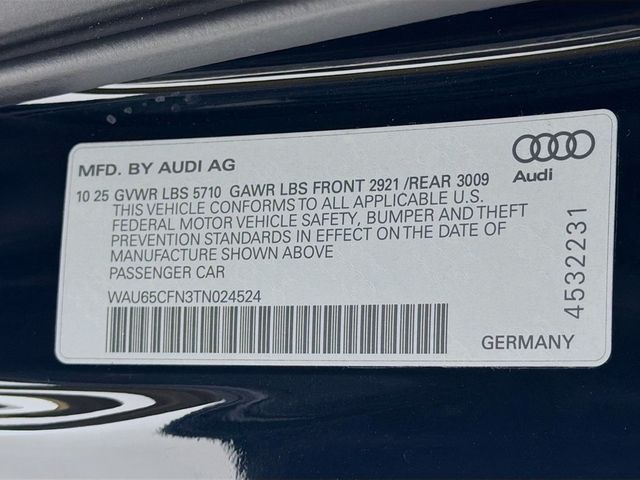 MFD. BY AUDI AG
10 25 GVWR LBS 5710 GAWR LBS FRONT 2921 /REAR 3009
THIS VEHICLE CONFORMS TO ALL APPLICABLE U.S.
FEDERAL MOTOR VEHICLE SAFETY, BUMPER AND THEFT
PREVENTION STANDARDS IN EFFECT ON THE DATE OF
MANUFACTURE SHOWN ABOVE
PASSENGER CAR
WAU65CFN3TN024524
Audi
4532231
GERMANY